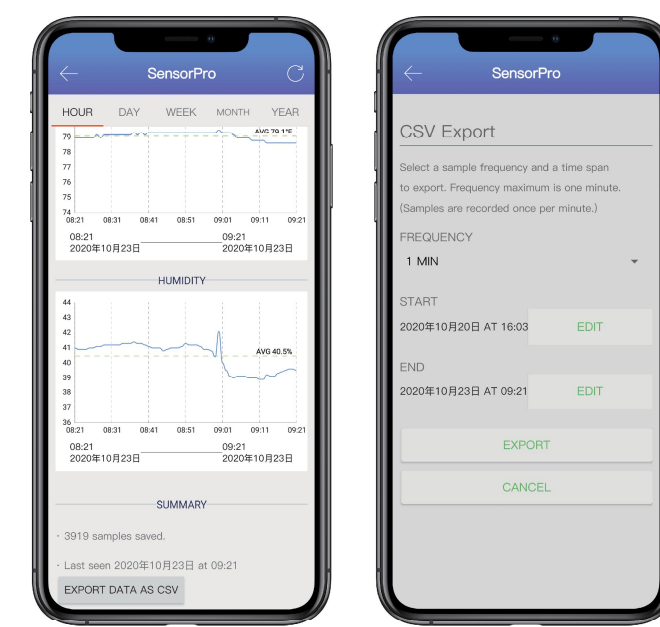 SensorPro
HOUR DAY WEEK MONTH YEAR
AVG 79.1°F
79
78
77
76
75
74
08:21 08:31 08:41 08:51 09:01 09:11 09:21
08:21 09:21
2020年10月23日 2020年10月23日
HUMIDITY
44
43
42
41
AVG 40.5%
40
39
38
37
36
08:21 08:31 08:41 08:51 09:01 09:11 09:21
08:21 09:21
2020年10月23日 2020年10月23日
SUMMARY
· 3919 samples saved.
· Last seen 2020年10月23日 at 09:21
EXPORT DATA AS CSV
SensorPro
CSV Export
Select a sample frequency and a time span
to export. Frequency maximum is one minute.
(Samples are recorded once per minute.)
FREQUENCY
1 MIN
START
2020年10月20日 AT 16:03 EDIT
END
2020年10月23日 AT 09:21 EDIT
EXPORT
CANCEL